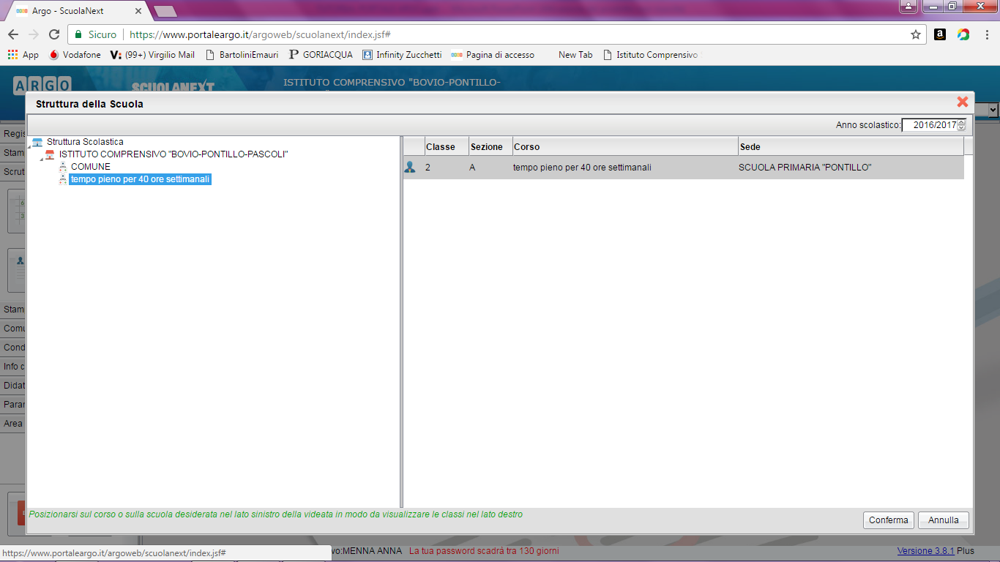 Argo - ScuolaNext
Sicuro https://www.portaleargo.it/argoweb/scuolanext/index.jsf#
App Vodafone (99+) Virgilio Mail BartoliniEmauri GORIACQUA Infinity Zucchetti Pagina di accesso New Tab Istituto Comprensivo
ARGO SCUOLANEXT ISTITUTO COMPRENSIVO "BOVIO-PONTILLO-
Struttura della Scuola
Anno scolastico: 2016/2017
Regis
Stam
Scrut
Struttura Scolastica
ISTITUTO COMPRENSIVO "BOVIO-PONTILLO-PASCOLI"
COMUNE
tempo pieno per 40 ore settimanali
Classe Sezione Corso Sede
2 A tempo pieno per 40 ore settimanali SCUOLA PRIMARIA "PONTILLO"
Stam
Comu
Cond
Info c
Didat
Parar
Area
Posizionarsi sul corso o sulla scuola desiderata nel lato sinistro della videata in modo da visualizzare le classi nel lato destro
Conferma Annulla
https://www.portaleargo.it/argoweb/scuolanext/index.jsf# vo:MENNA ANNA La tua password scadrà tra 130 giorni Versione 3.8.1 Plus